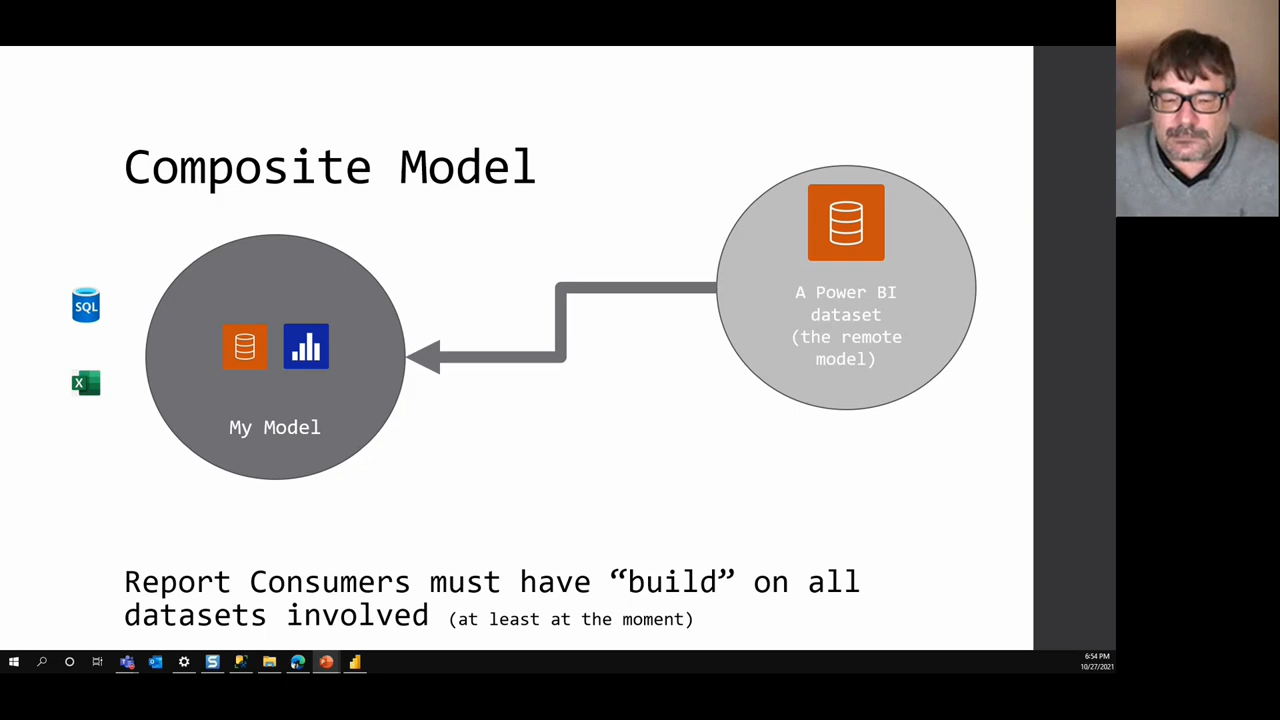 Composite Model
SQL
X
My Model
A Power BI
dataset
(the remote
model)
Report Consumers must have “build” on all
datasets involved (at least at the moment)
6:54 PM
10/27/2021